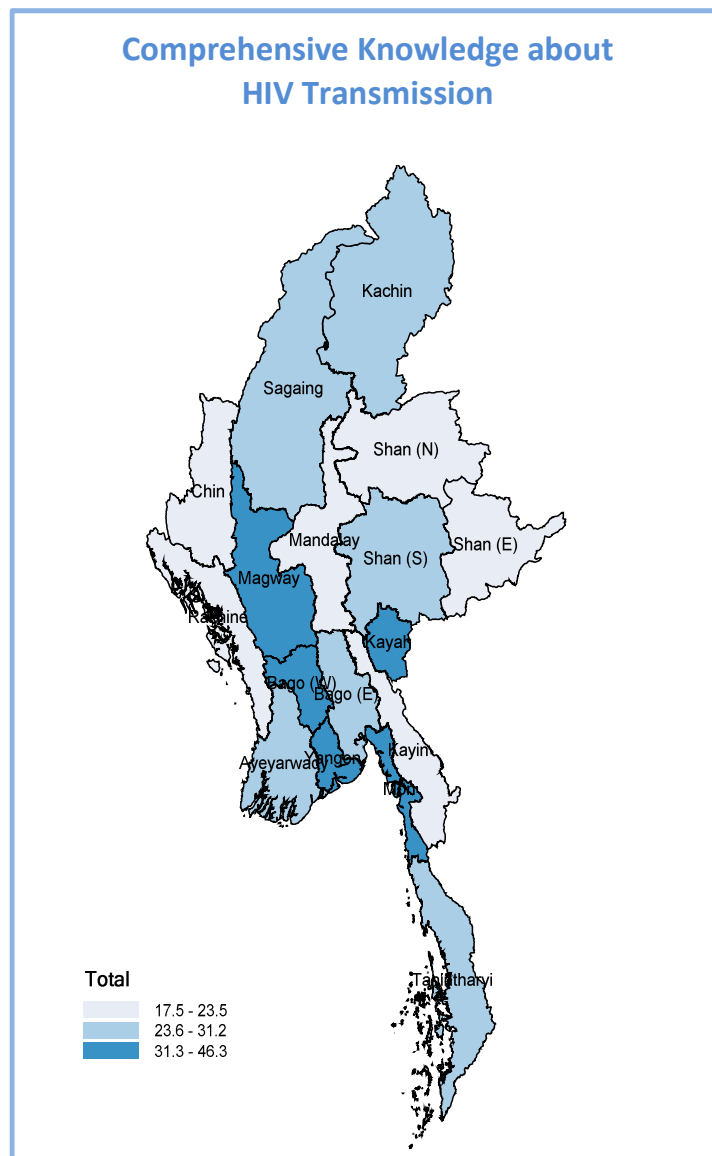 Comprehensive Knowledge about
HIV Transmission
Kachin
Sagaing
Shan (N)
Chin
Mandalay
Shan (E)
Shan (S)
Magway
Rakhine
Kayah
Bago (W)
Bago (E)
Kayin
Yangon
Ayeyarwady
Mon
Tanintharyi
Total
17.5 - 23.5
23.6 - 31.2
31.3 - 46.3